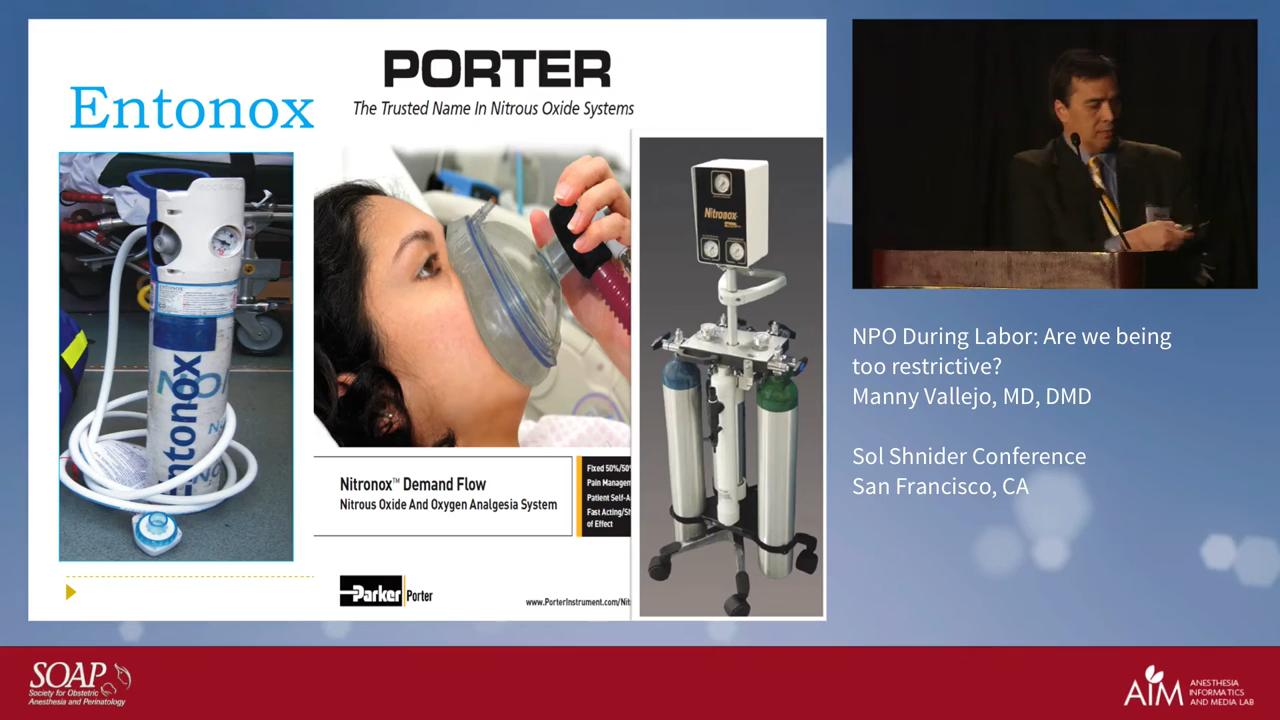 Entonox
PORTER
The Trusted Name In Nitrous Oxide Systems
Entonox
Nitronox
Nitronox™ Demand Flow
Nitrous Oxide And Oxygen Analgesia System
Fixed 50%/50%
Pain Managem
Patient Self-A
Fast Acting/Sh
of Effect
Parker
Porter
www.PorterInstrument.com/Nit
NPO During Labor: Are we being
too restrictive?
Manny Vallejo, MD, DMD
Sol Shnider Conference
San Francisco, CA
SOAP
Society for Obstetric
Anesthesia and Perinatology
AIM
ANESTHESIA
INFORMATICS
AND MEDIA LAB